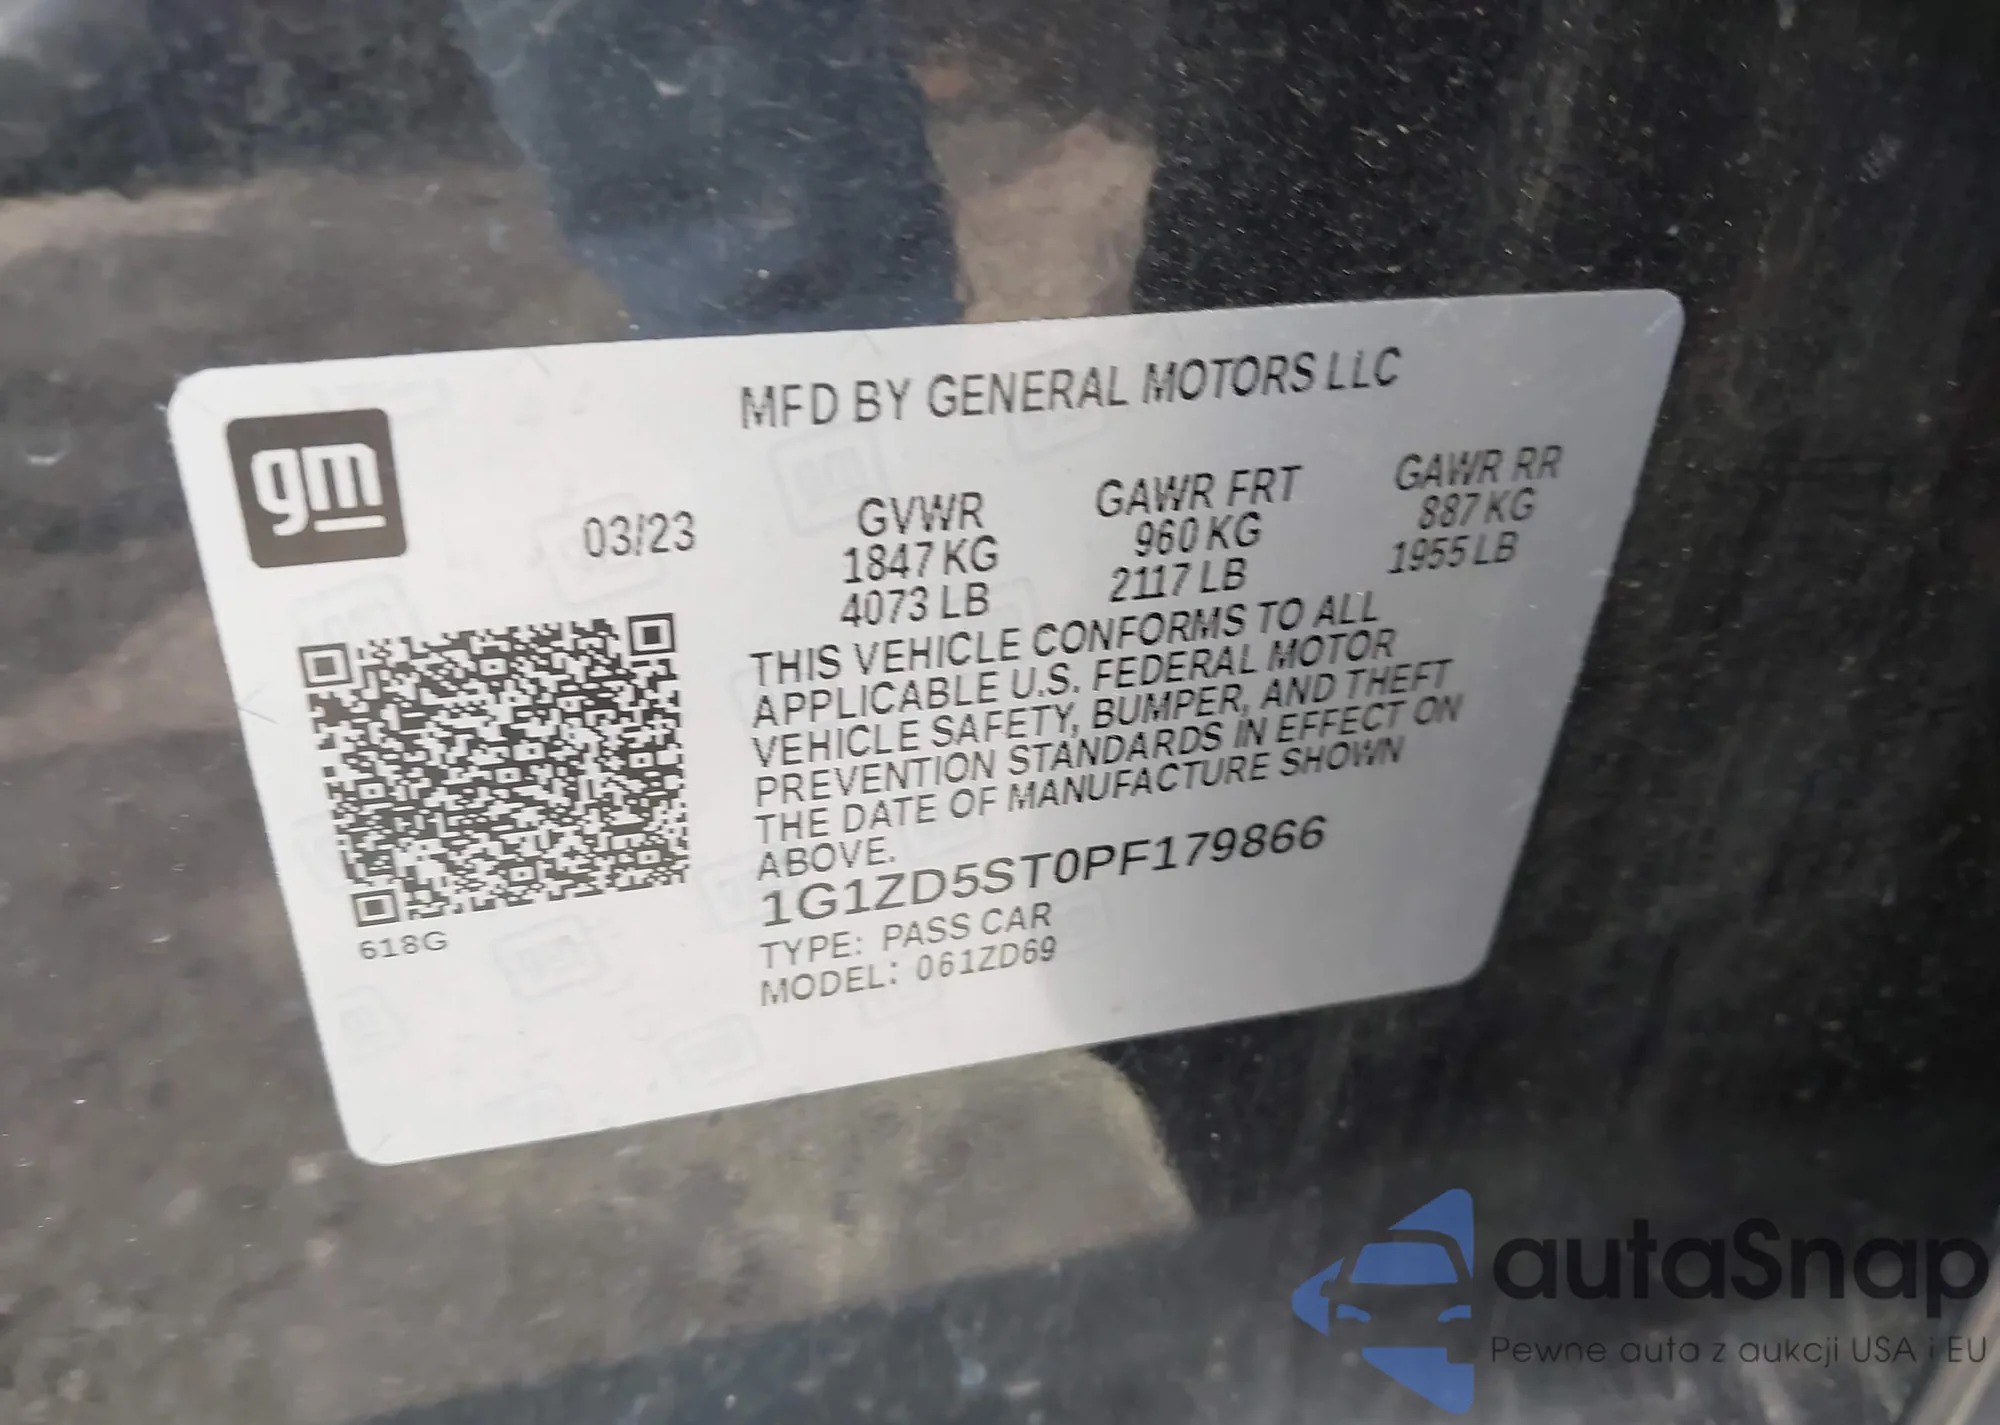 MFD BY GENERAL MOTORS LLC
gm
03/23
GVWR
1847 KG
4073 LB
GAWR FRT
960 KG
2117 LB
GAWR RR
887 KG
1955 LB
THIS VEHICLE CONFORMS TO ALL
APPLICABLE U.S. FEDERAL MOTOR
VEHICLE SAFETY, BUMPER, AND THEFT
PREVENTION STANDARDS IN EFFECT ON
THE DATE OF MANUFACTURE SHOWN
ABOVE.
1G1ZD5ST0PF179866
TYPE: PASS CAR
MODEL: 061ZD69
618G
autaSnap
Pewne auta z aukcji USA i EU